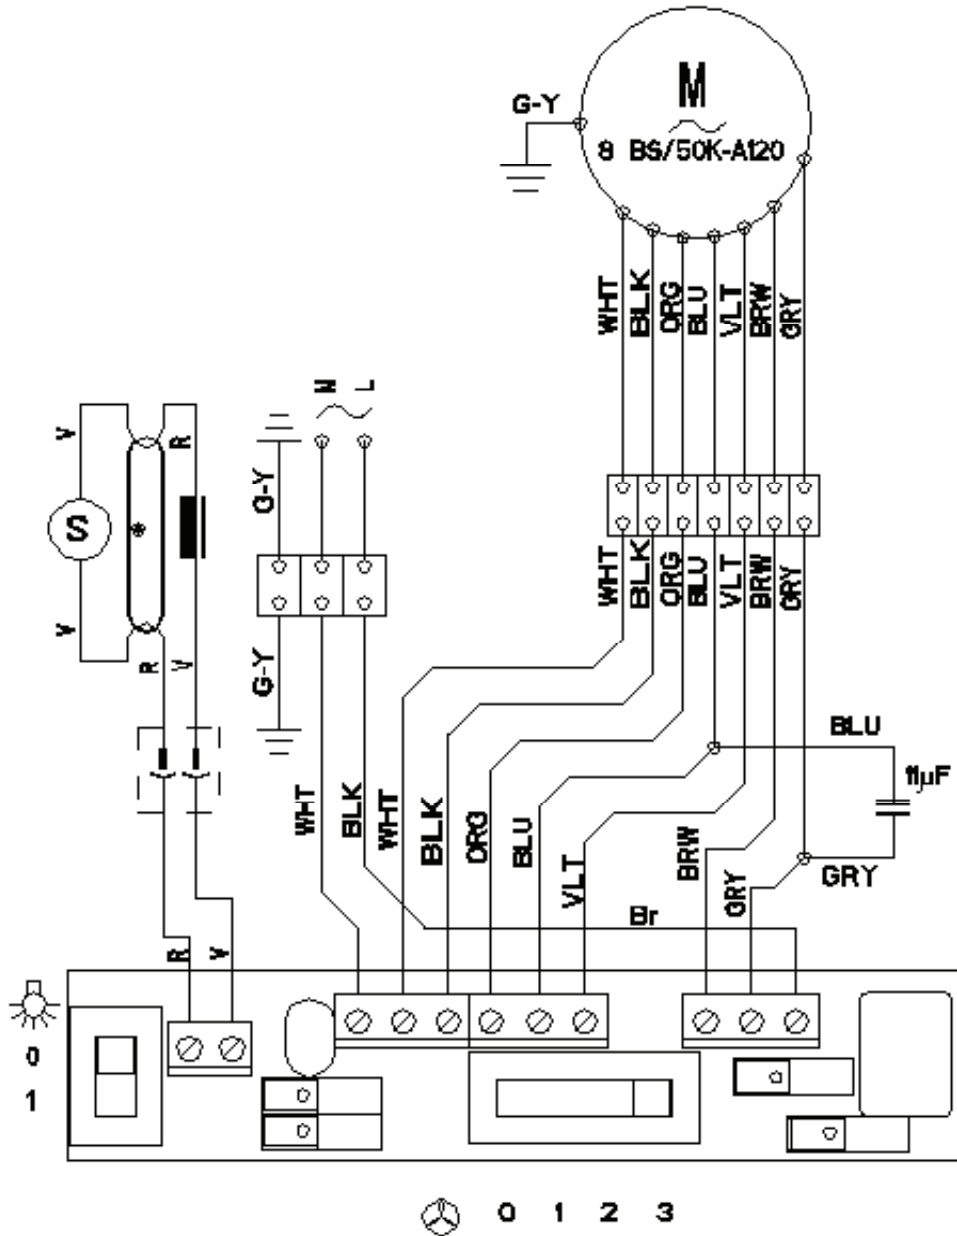 M
G-Y
8 BS/50K-A120
WHT BLK ORG BLU VLT BRW GRY
N L
V R
G-Y
S
WHT BLK ORG BLU VLT BRW GRY
V
R V
G-Y
BLU
11µF
WHT BLK WHT BLK ORG BLU VLT BRW GRY
GRY
Br
R V
0
1
0 1 2 3